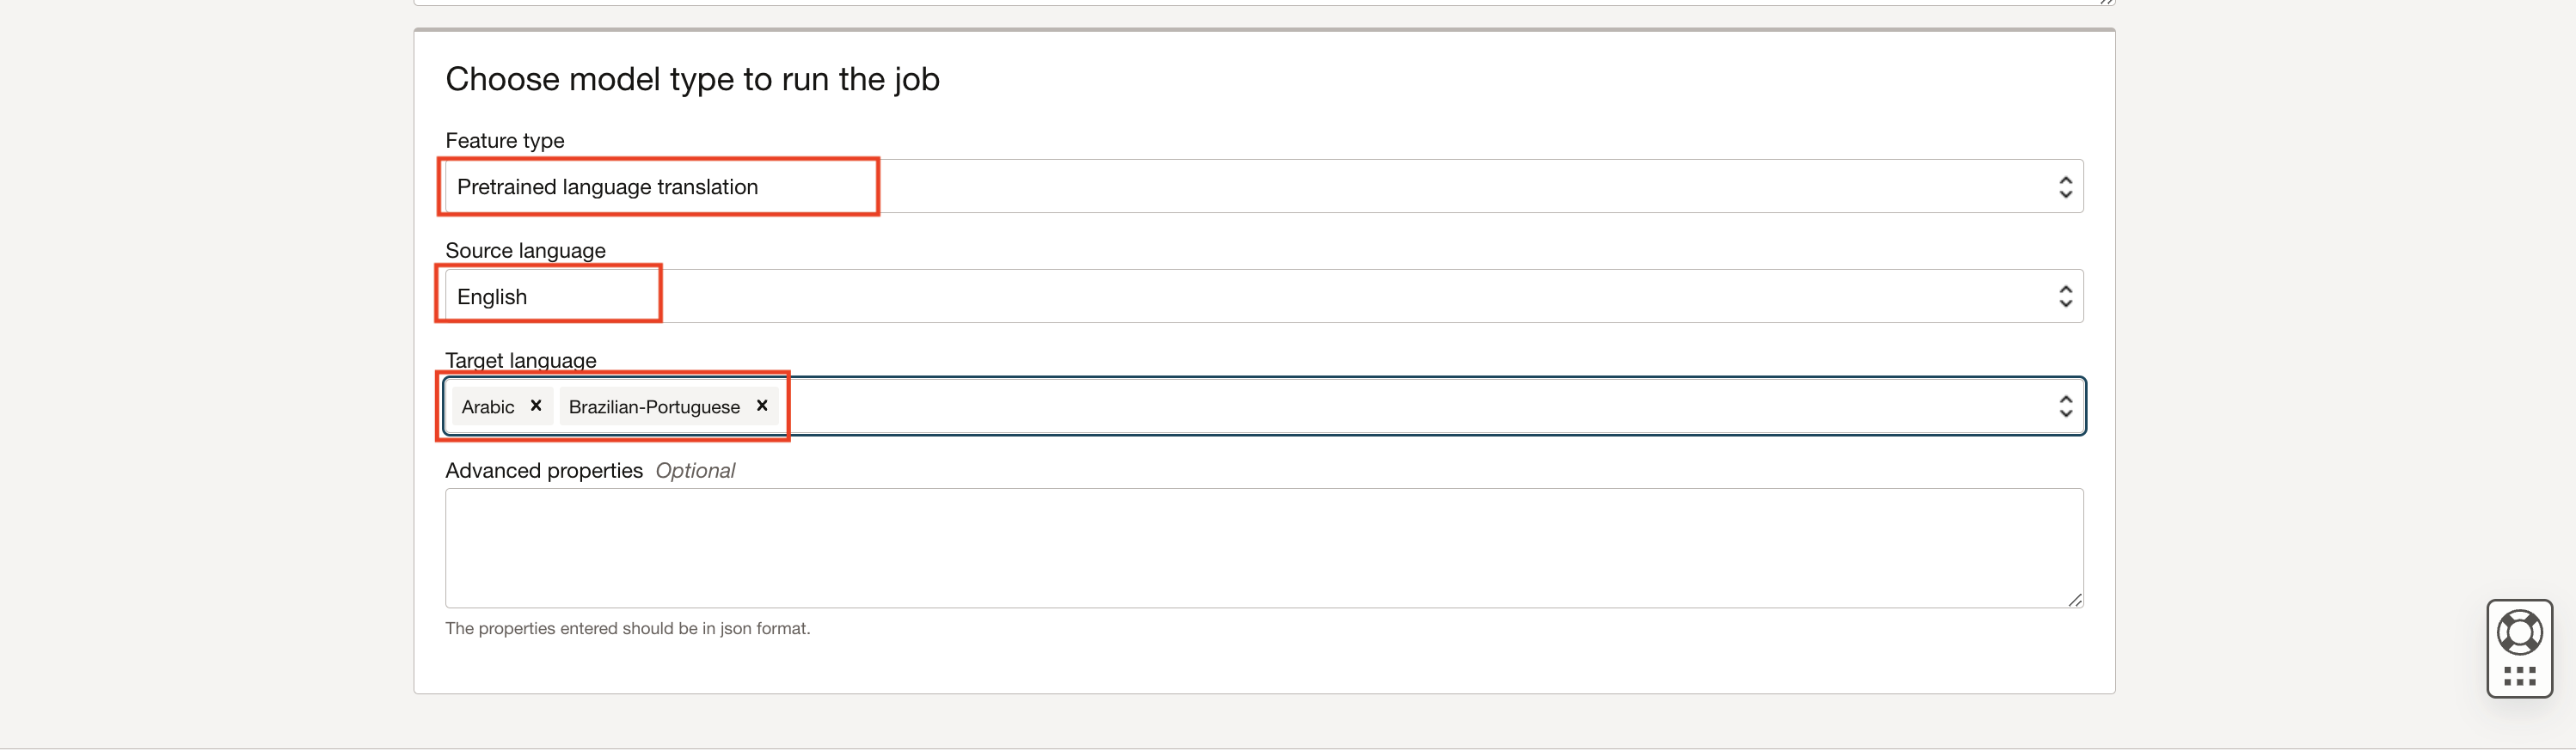 Choose model type to run the job
Feature type
Pretrained language translation
Source language
English
Target language
Arabic × Brazilian-Portuguese ×
Advanced properties Optional
The properties entered should be in json format.